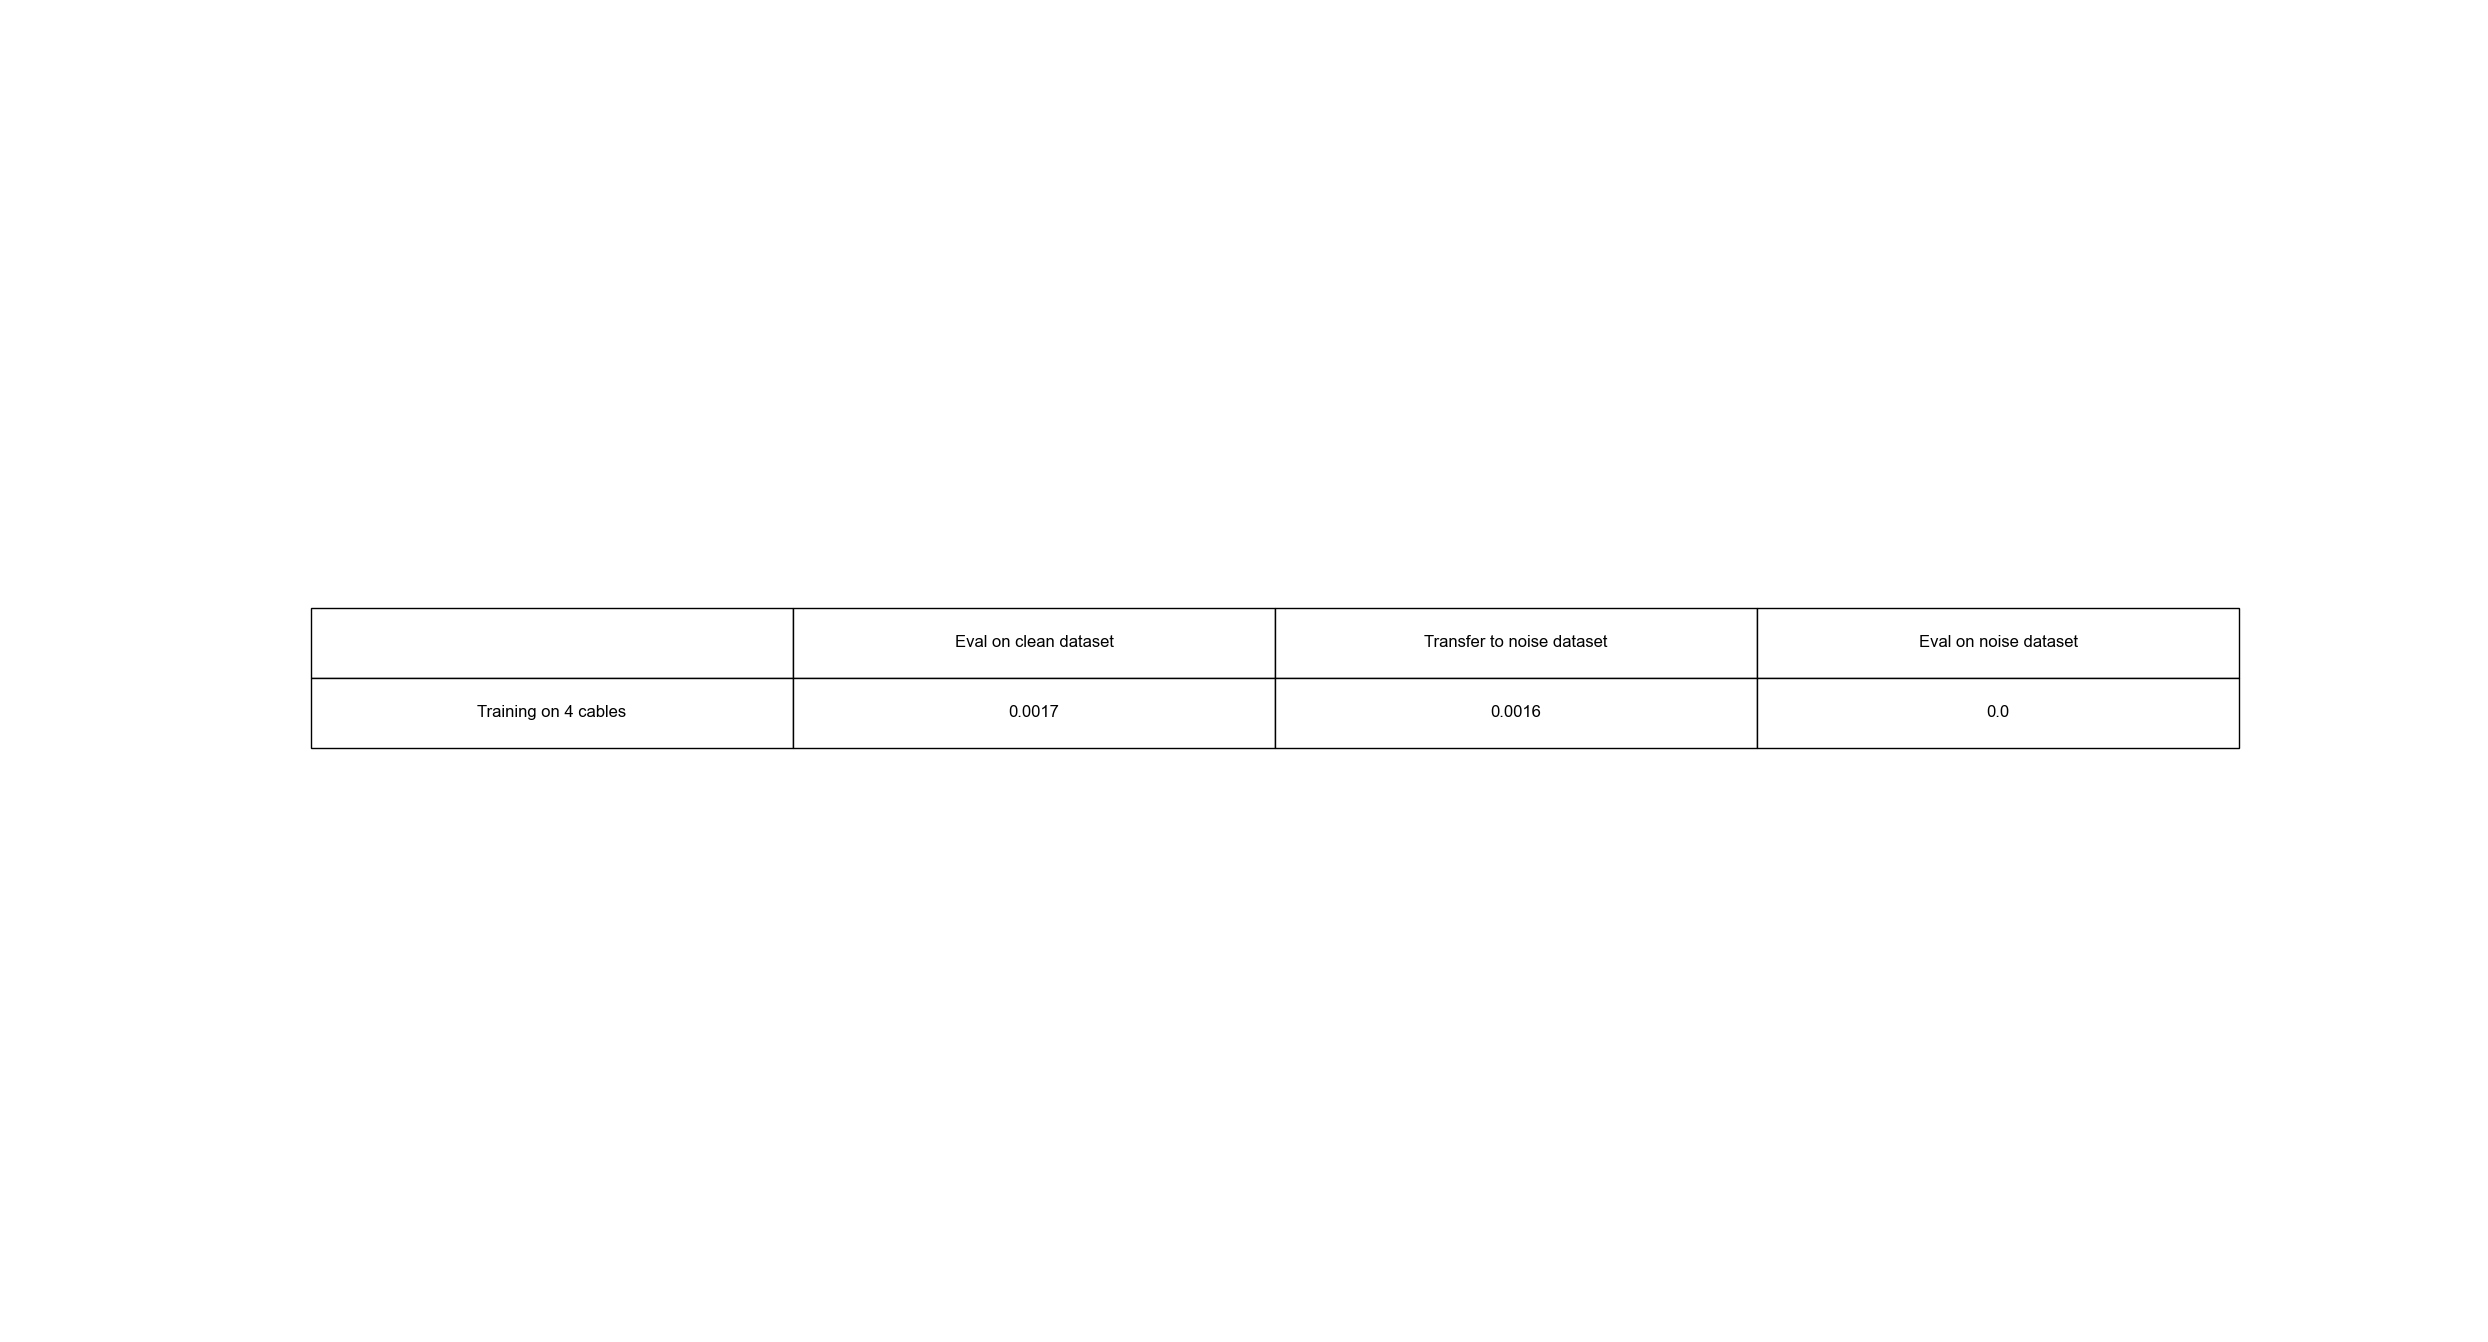 Eval on clean dataset Transfer to noise dataset Eval on noise dataset
Training on 4 cables 0.0017 0.0016 0.0